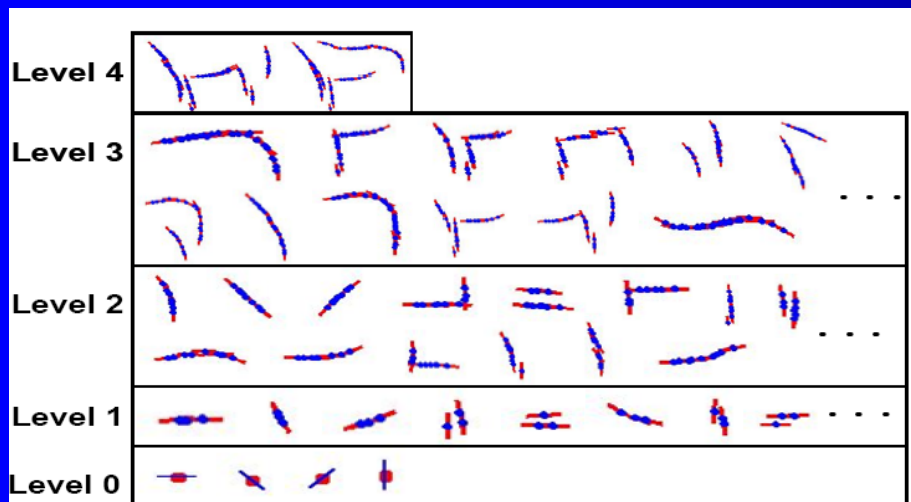 Level 4
Level 3
. . .
Level 2
. . .
Level 1
. . .
Level 0